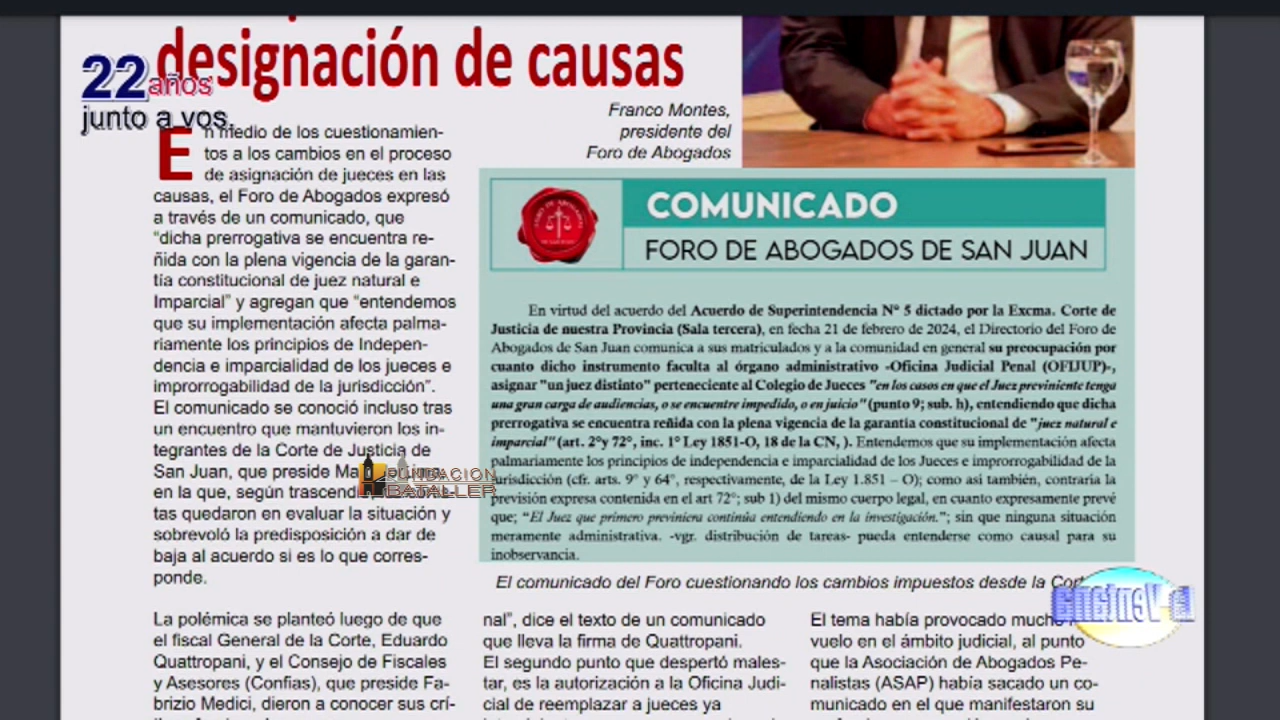 designación de causas
22 años
junto a vos.
Franco Montes,
presidente del
Foro de Abogados
En medio de los cuestionamien-
tos a los cambios en el proceso
de asignación de jueces en las
causas, el Foro de Abogados expresó
a través de un comunicado, que
“dicha prerrogativa se encuentra re-
ñida con la plena vigencia de la garan-
tía constitucional de juez natural e
Imparcial” y agregan que “entendemos
que su implementación afecta palma-
riamente los principios de Indepen-
dencia e imparcialidad de los jueces e
improrrogabilidad de la jurisdicción”.
El comunicado se conoció incluso tras
un encuentro que mantuvieron los in-
tegrantes de la Corte de Justicia de
San Juan, que preside
en la que, según
tas quedaron en evaluar la situación y
sobrevoló la predisposición a dar de
baja al acuerdo si es lo que corres-
ponde.
FUNDACION
BATALLER
COMUNICADO
FORO DE ABOGADOS DE SAN JUAN
En virtud del acuerdo del Acuerdo de Superintendencia N° 5 dictado por la Excma. Corte de
Justicia de nuestra Provincia (Sala tercera), en fecha 21 de febrero de 2024, el Directorio del Foro de
Abogados de San Juan comunica a sus matriculados y a la comunidad en general su preocupación por
cuanto dicho instrumento faculta al órgano administrativo -Oficina Judicial Penal (OFIJUP)-,
asignar "un juez distinto" perteneciente al Colegio de Jueces "en los casos en que el Juez previniente tenga
una gran carga de audiencias, o se encuentre impedido, o en juicio" (punto 9; sub. h), entendiendo que dicha
prerrogativa se encuentra reñida con la plena vigencia de la garantía constitucional de "juez natural e
imparcial" (art. 2°y 72°, inc. 1° Ley 1851-O, 18 de la CN, ). Entendemos que su implementación afecta
palmariamente los principios de independencia e imparcialidad de los Jueces e improrrogabilidad de la
jurisdicción (cfr. arts. 9° y 64°, respectivamente, de la Ley 1.851 – O); como así también, contraría la
previsión expresa contenida en el art 72°; sub 1) del mismo cuerpo legal, en cuanto expresamente prevé
que; “El Juez que primero previniera continúa entendiendo en la investigación.”; sin que ninguna situación
meramente administrativa. -vgr. distribución de tareas- pueda entenderse como causal para su
inobservancia.
El comunicado del Foro cuestionando los cambios impuestos desde la
La polémica se planteó luego de que
el fiscal General de la Corte, Eduardo
Quattropani, y el Consejo de Fiscales
y Asesores (Confias), que preside Fa-
brizio Medici, dieron a conocer sus crí-
nal”, dice el texto de un comunicado
que lleva la firma de Quattropani.
El segundo punto que despertó males-
tar, es la autorización a la Oficina Judi-
cial de reemplazar a jueces ya
El tema había provocado mucho
vuelo en el ámbito judicial, al punto
que la Asociación de Abogados Pe-
nalistas (ASAP) había sacado un co-
municado en el que manifestaron su